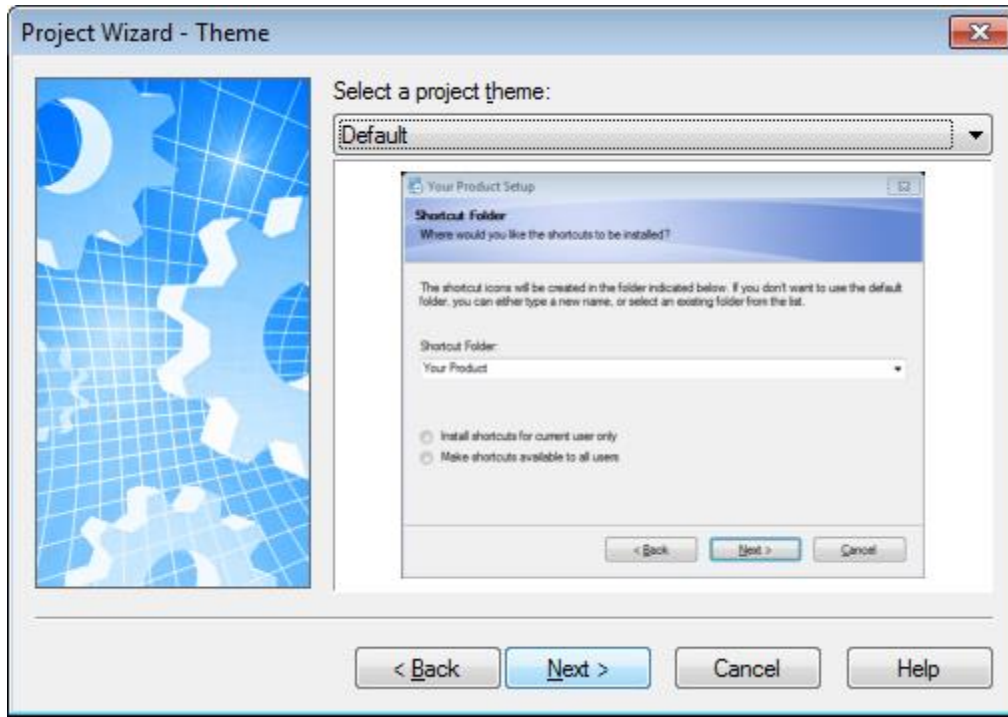 Project Wizard - Theme
Select a project theme:
Default
Your Product Setup
Shortcut Folder
Where would you like the shortcuts to be installed?
The shortcut icons will be created in the folder indicated below. If you don't want to use the default
folder, you can either type a new name, or select an existing folder from the list.
Shortcut Folder:
Your Product
Install shortcuts for current user only
Make shortcuts available to all users
< Back Next > Cancel
< Back Next > Cancel Help